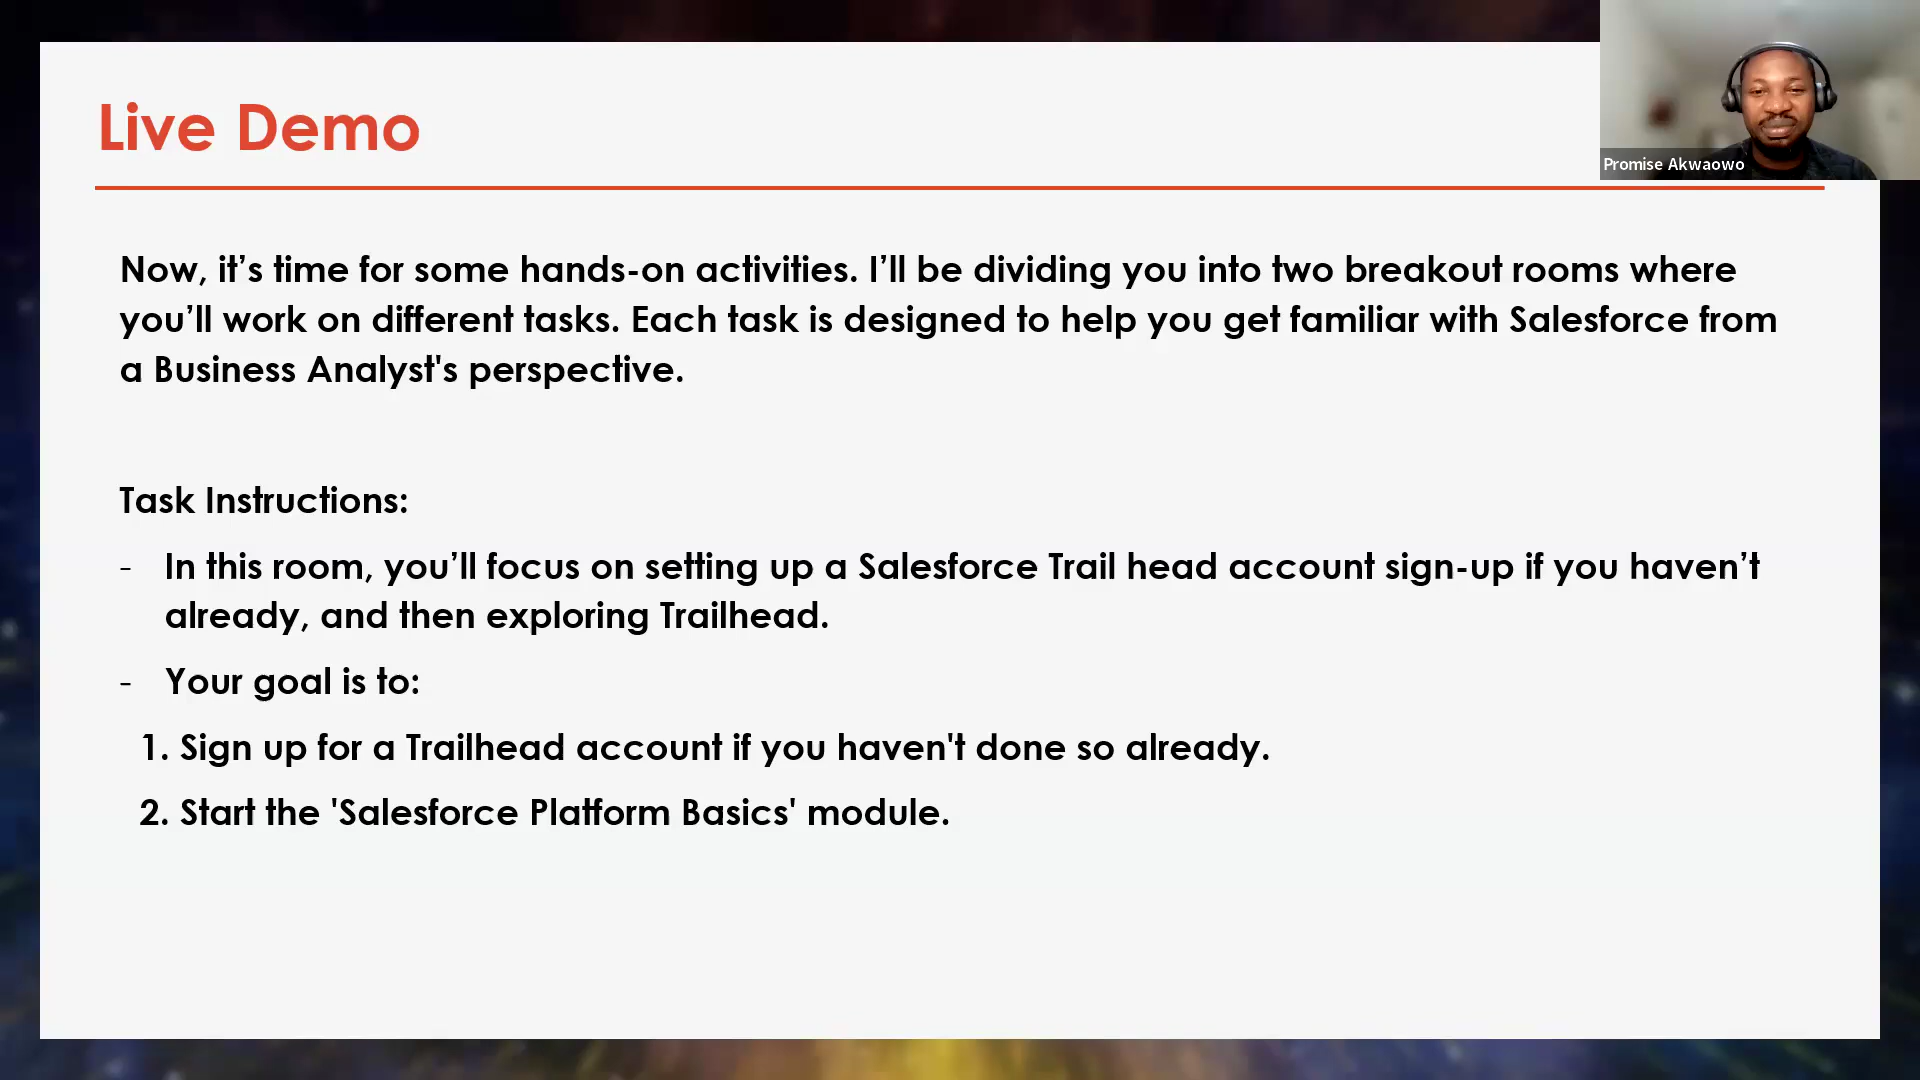 Live Demo
Promise Akwaowo
Now, it’s time for some hands-on activities. I’ll be dividing you into two breakout rooms where
you’ll work on different tasks. Each task is designed to help you get familiar with Salesforce from
a Business Analyst's perspective.
Task Instructions:
- In this room, you’ll focus on setting up a Salesforce Trail head account sign-up if you haven’t
already, and then exploring Trailhead.
- Your goal is to:
1. Sign up for a Trailhead account if you haven't done so already.
2. Start the 'Salesforce Platform Basics' module.